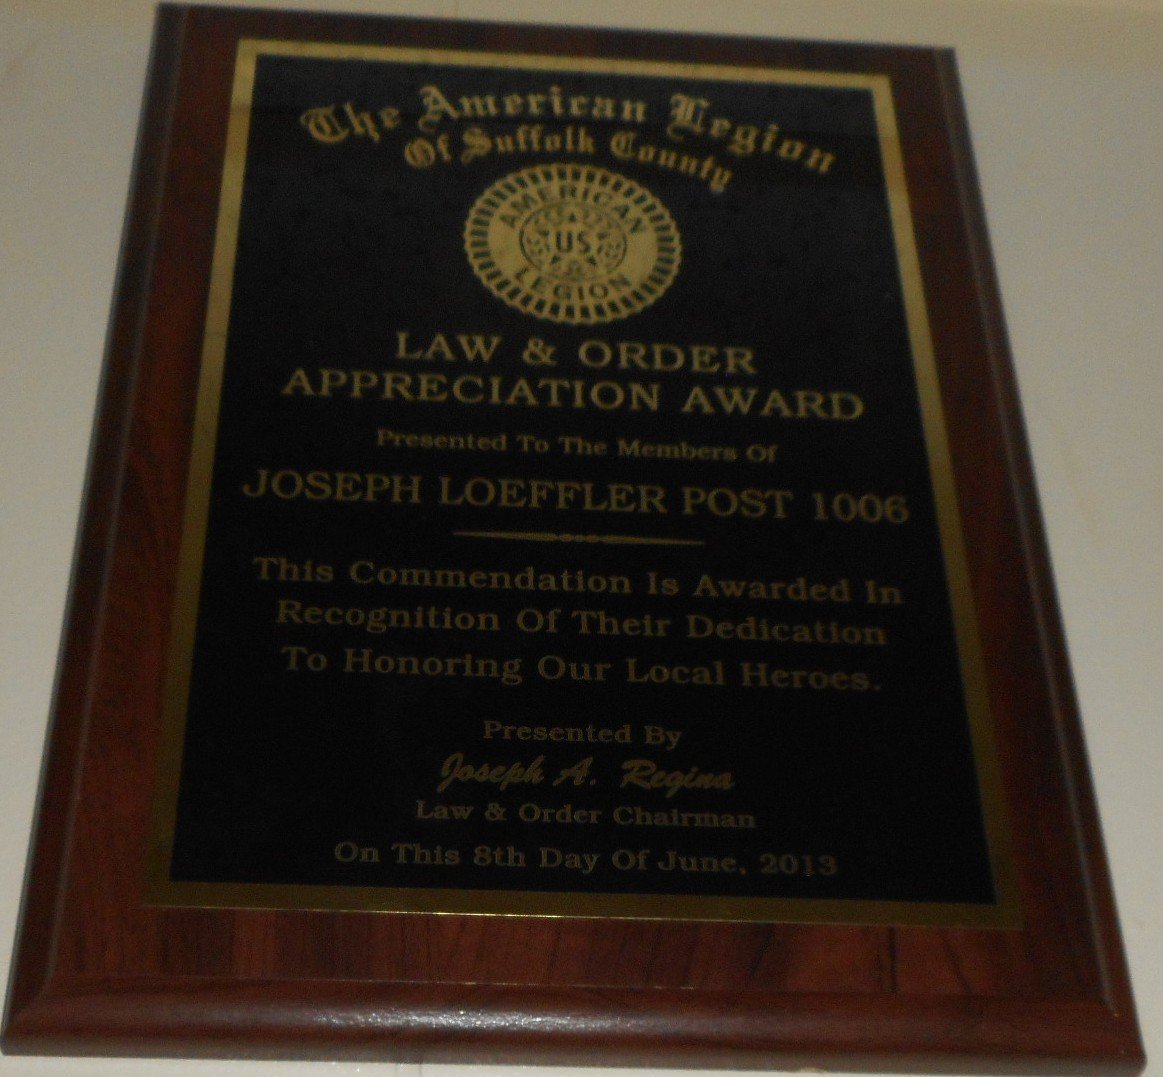 The American Legion
Of Suffolk County
AMERICAN
US
LEGION
LAW & ORDER
APPRECIATION AWARD
Presented To The Members Of
JOSEPH LOEFFLER POST 1006
This Commendation Is Awarded In
Recognition Of Their Dedication
To Honoring Our Local Heroes.
Presented By
Joseph A. Regina
Law & Order Chairman
On This 8th Day Of June, 2013